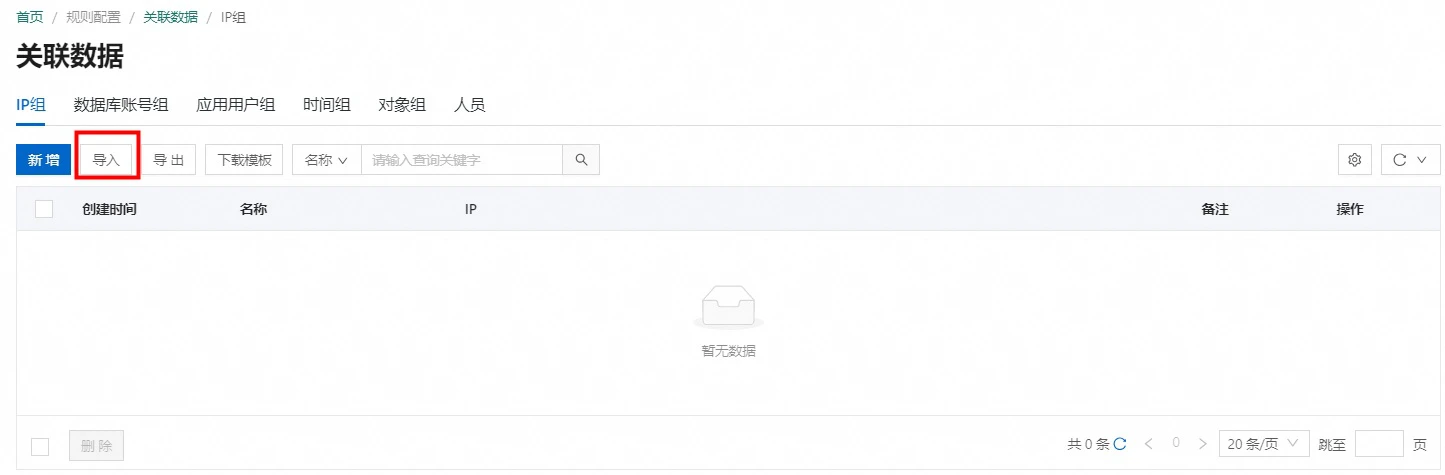 首页 / 规则配置 / 关联数据 / IP组
关联数据
IP组 数据库账号组 应用用户组 时间组 对象组 人员
新 增 导入 导 出 下载模板 名称 请输入查询关键字
创建时间 名称 IP 备注 操作
暂无数据
删 除 共 0 条 0 20 条/页 跳至 页